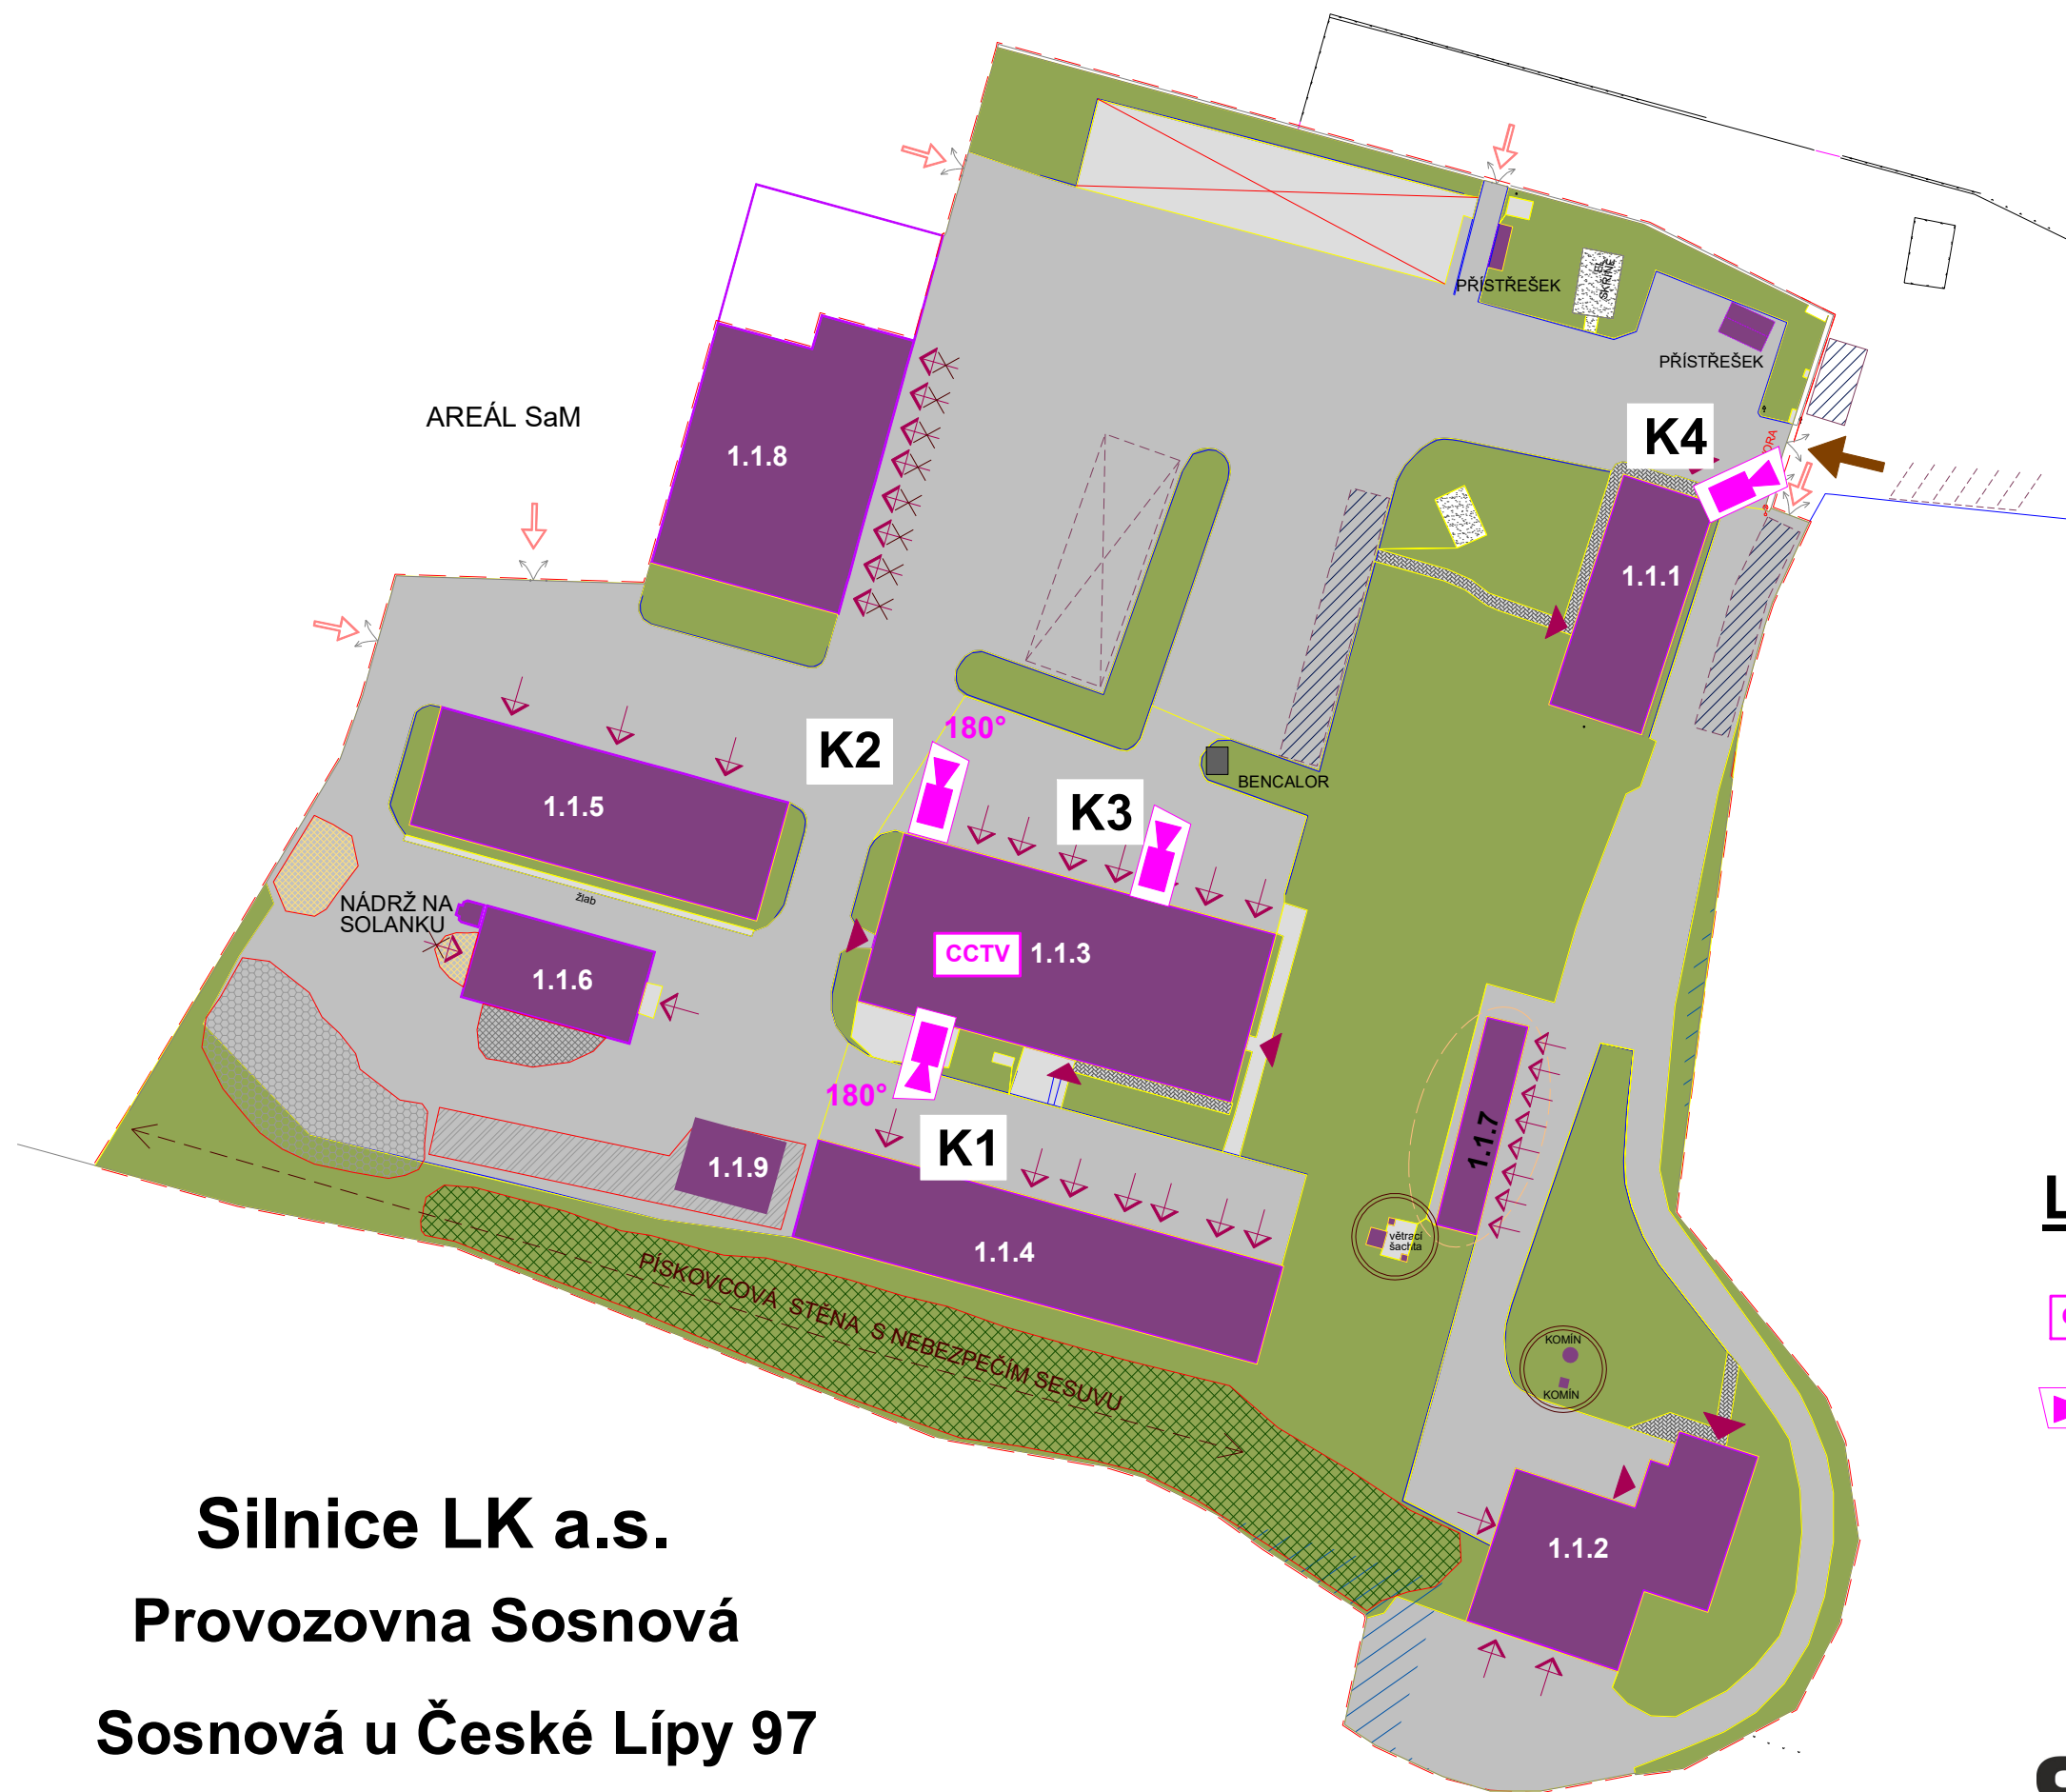 PŘÍSTŘEŠEK
EL.
SKŘÍNĚ
PŘÍSTŘEŠEK
AREÁL SaM
K4
1.1.8
1.1.1
180°
K2
BENCALOR
1.1.5
K3
žlab
NÁDRŽ NA
SOLANKU
CCTV 1.1.3
1.1.6
180°
K1
1.1.7
1.1.9
větrací
šachta
1.1.4
PÍSKOVCOVÁ STĚNA S NEBEZPEČÍM SESUVU
KOMÍN
KOMÍN
1.1.2
Silnice LK a.s.
Provozovna Sosnová
Sosnová u České Lípy 97